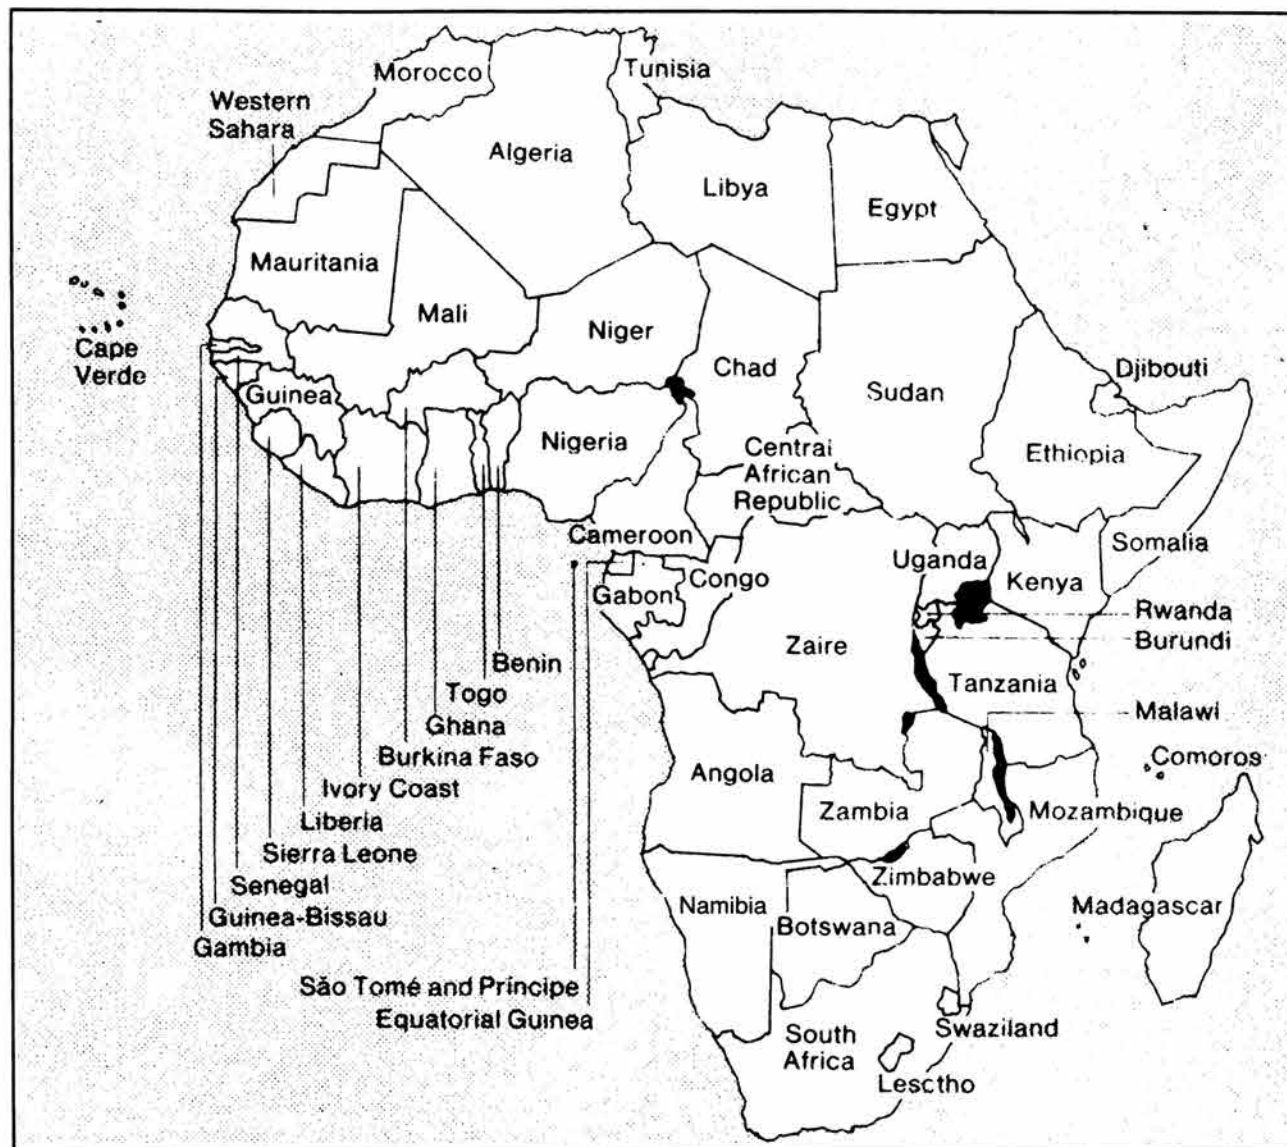 Morocco
Tunisia
Western
Sahara
Algeria
Libya
Egypt
Mauritania
Mali
Niger
Chad
Sudan
Djibouti
Cape
Verde
Guinea
Nigeria
Central
African
Republic
Ethiopia
Cameroon
Somalia
Uganda
Kenya
Gabon
Congo
Rwanda
Burundi
Zaire
Benin
Togo
Ghana
Burkina Faso
Ivory Coast
Liberia
Sierra Leone
Senegal
Guinea-Bissau
Gambia
Tanzania
Malawi
Comoros
Angola
Zambia
Mozambique
Zimbabwe
Namibia
Botswana
Madagascar
São Tomé and Príncipe
Equatorial Guinea
South
Africa
Swaziland
Lesctho